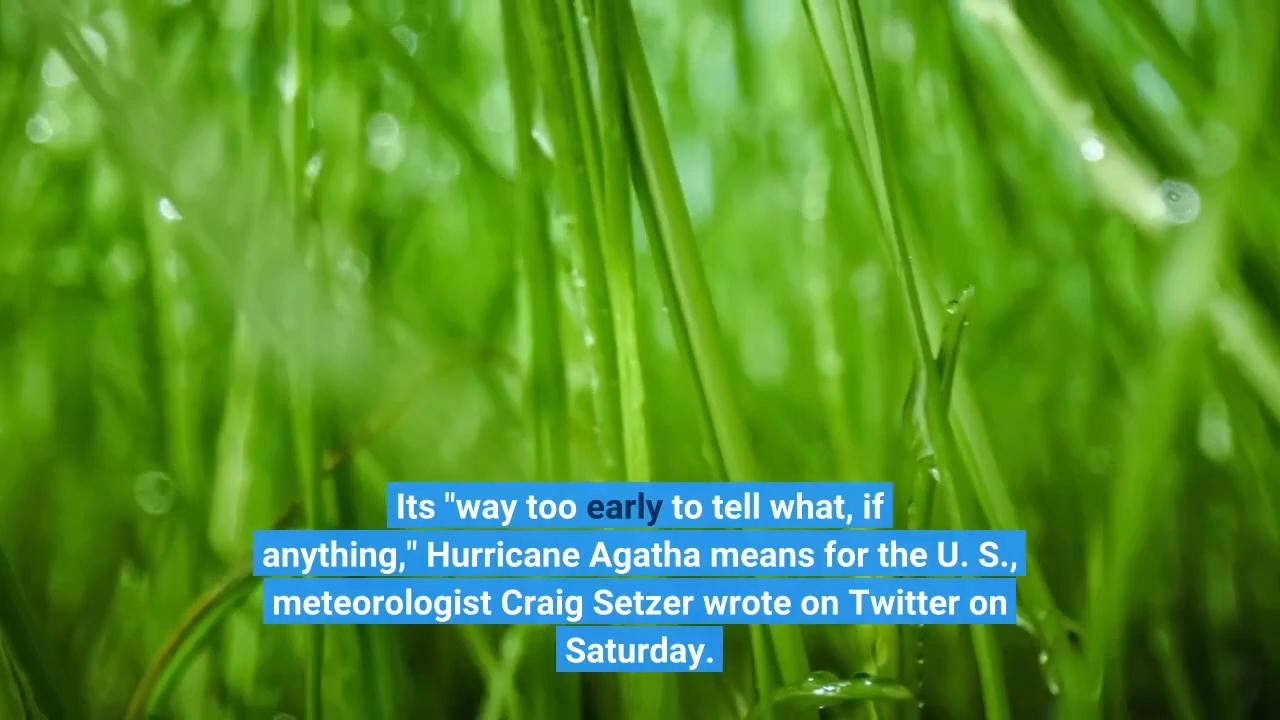 Its "way too early to tell what, if
anything," Hurricane Agatha means for the U. S.,
meteorologist Craig Setzer wrote on Twitter on
Saturday.